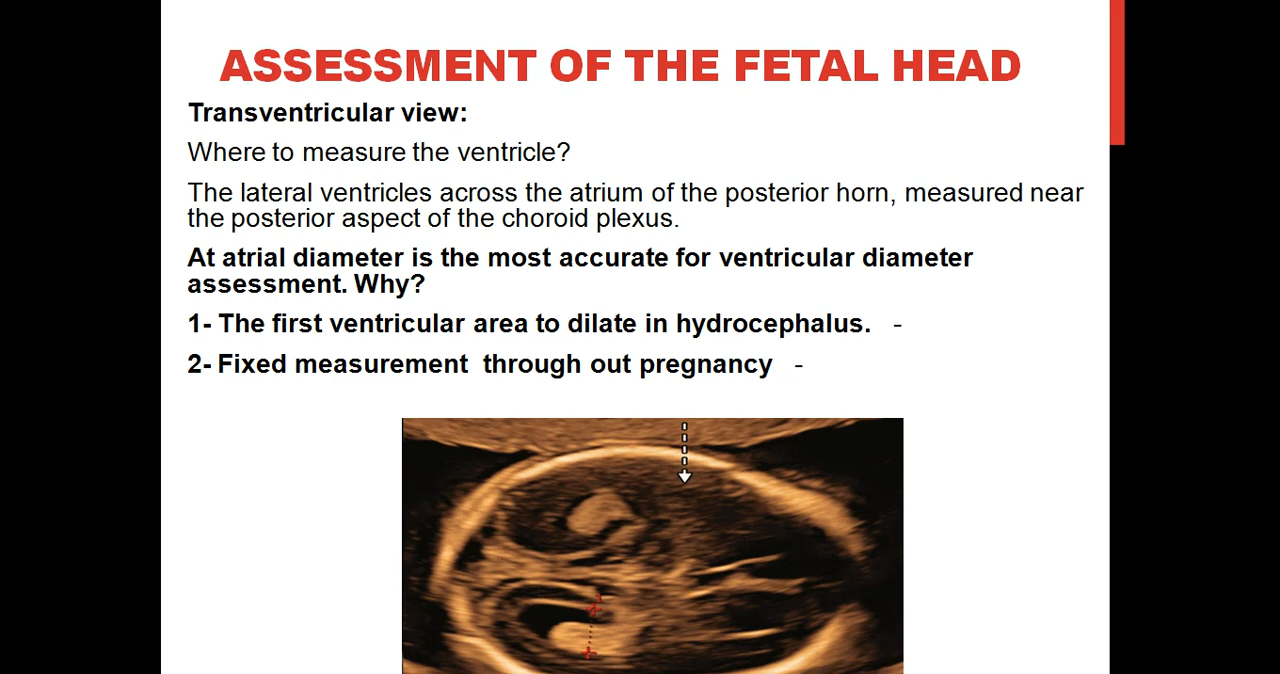 ASSESSMENT OF THE FETAL HEAD
Transventricular view:
Where to measure the ventricle?
The lateral ventricles across the atrium of the posterior horn, measured near
the posterior aspect of the choroid plexus.
At atrial diameter is the most accurate for ventricular diameter
assessment. Why?
1- The first ventricular area to dilate in hydrocephalus. -
2- Fixed measurement through out pregnancy -